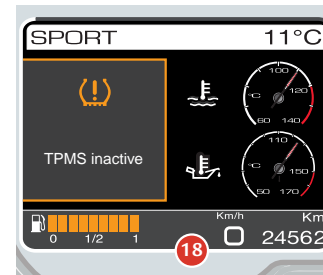 SPORT 11°C
(!)
TPMS inactive
100
°C 120
60 140
110
°C 150
50 170
0 1/2 1
Km/h Km
18 0 24562